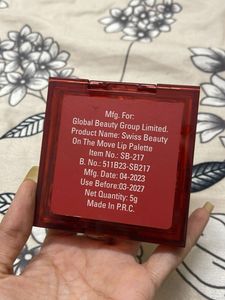 Mfg. For:
Global Beauty Group Limited.
Product Name: Swiss Beauty
On The Move Lip Palette
Item No.: SB-217
B. No.: 511B23-SB217
Mfg. Date: 04-2023
Use Before:03-2027
Net Quantity: 5g
Made In P.R.C.